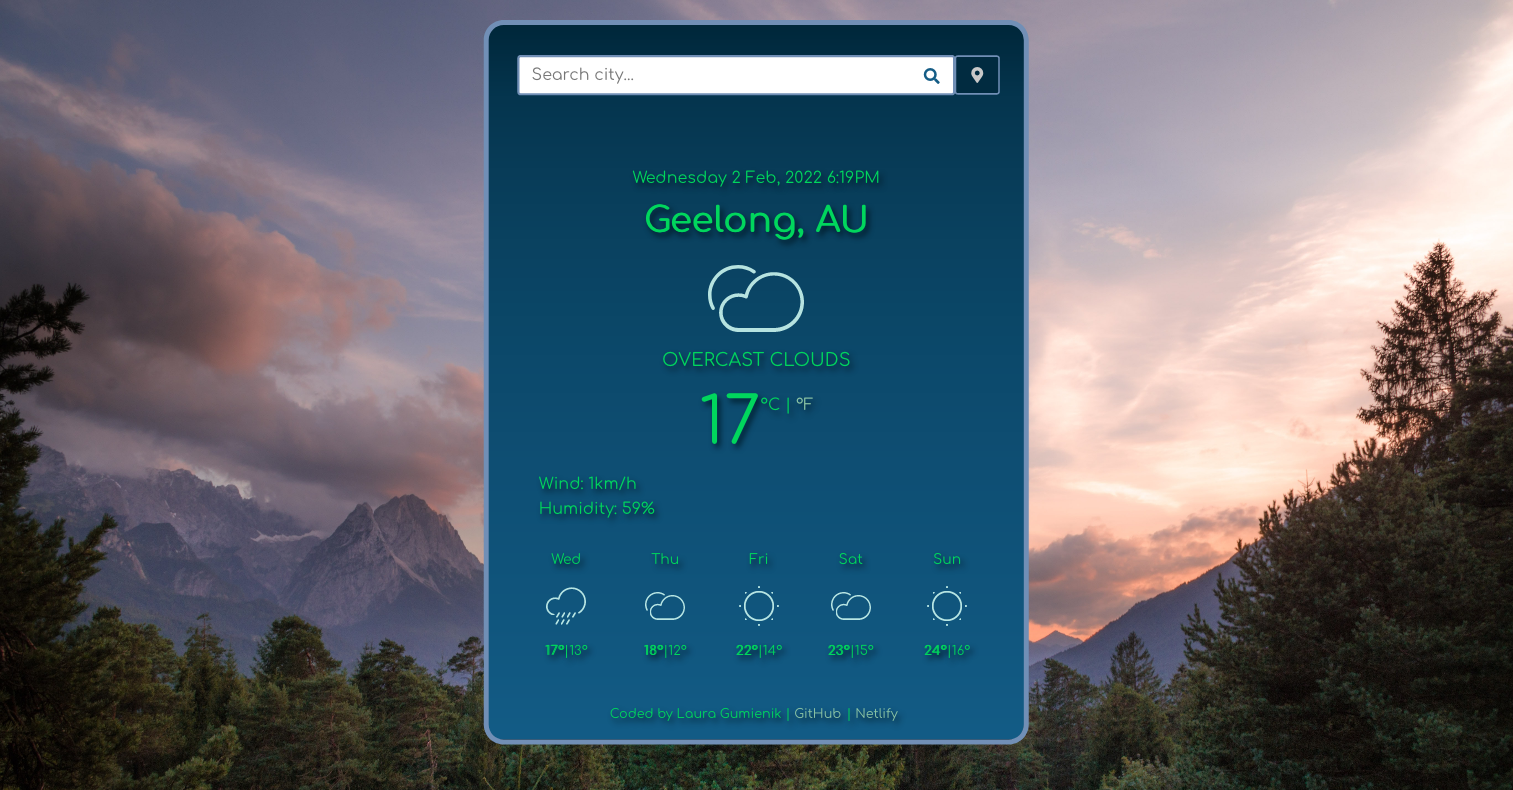 Search city...
Wednesday 2 Feb, 2022 6:19PM
Geelong, AU
OVERCAST CLOUDS
17°C | °F
Wind: 1km/h
Humidity: 59%
Wed Thu Fri Sat Sun
17°|13° 18°|12° 22°|14° 23°|15° 24°|16°
Coded by Laura Gumienik | GitHub | Netlify